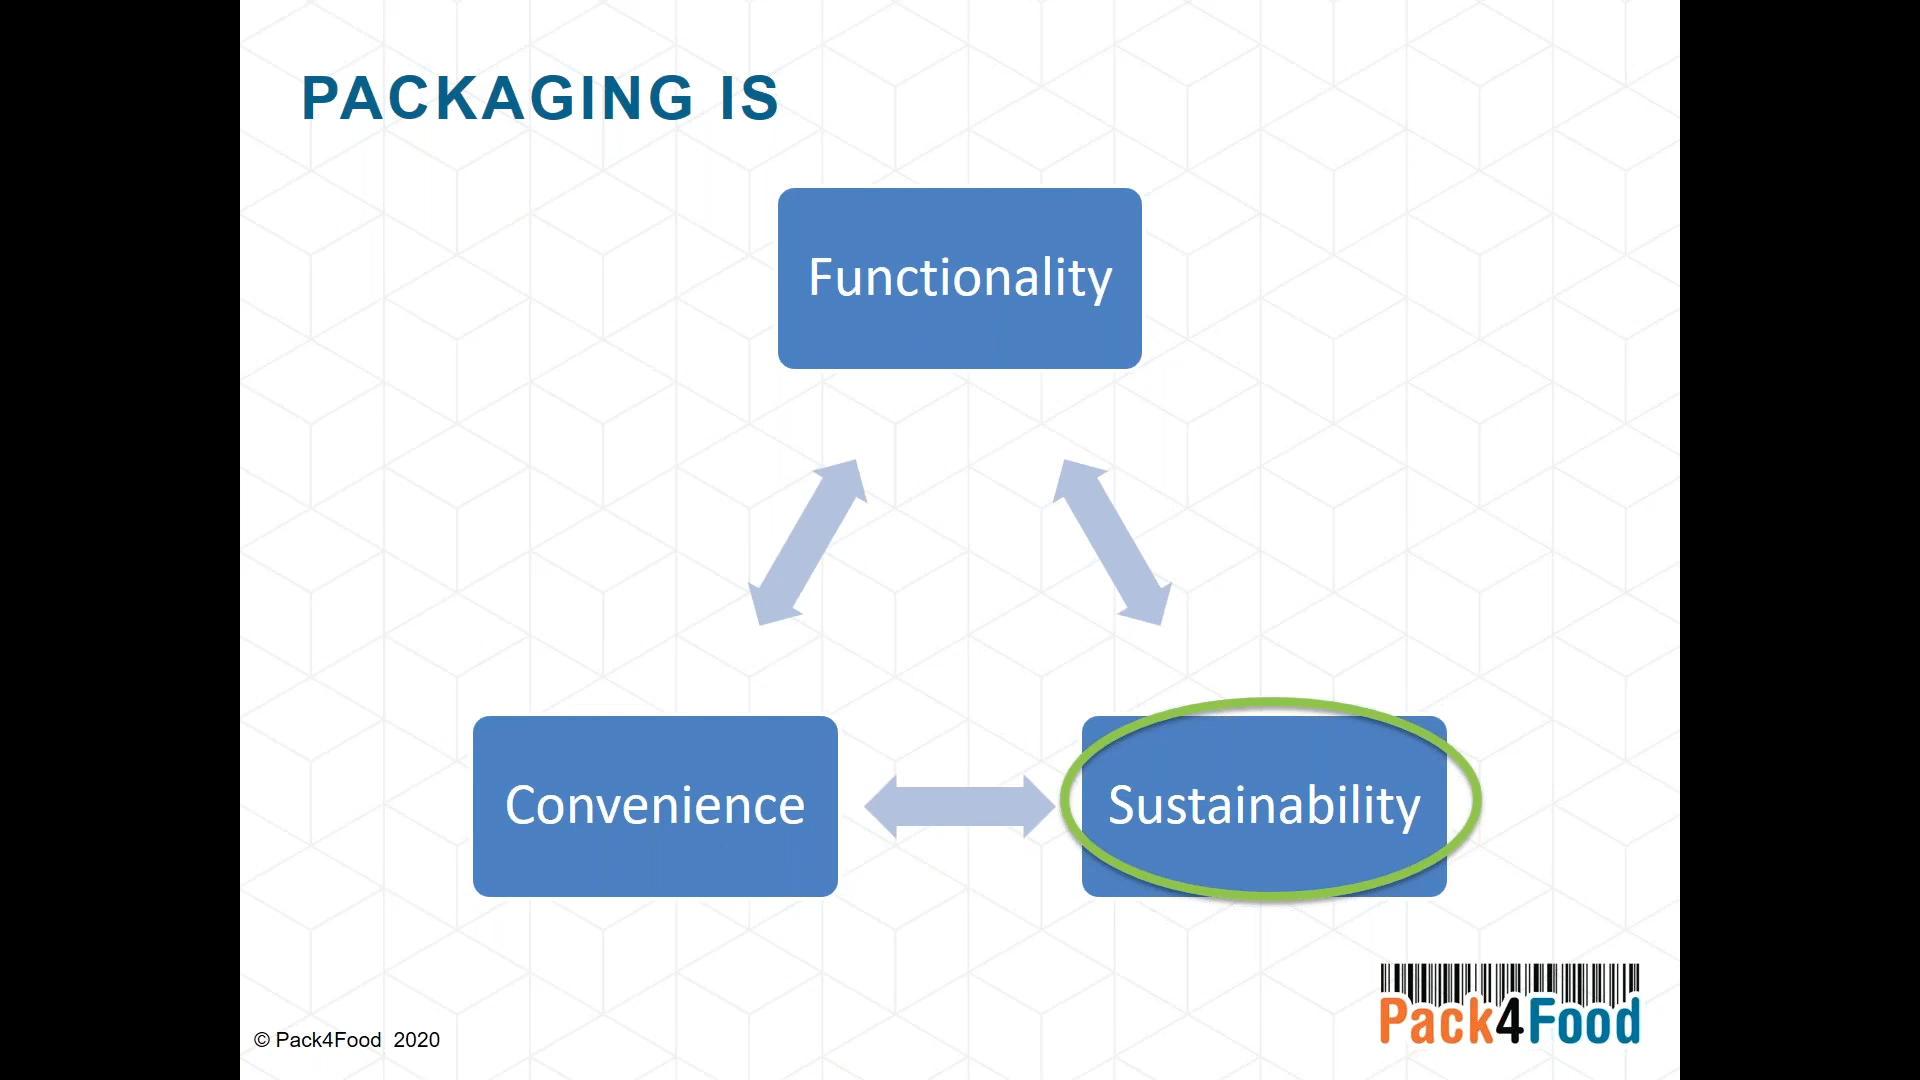 PACKAGING IS
Functionality
Convenience
Sustainability
© Pack4Food 2020
Pack4Food